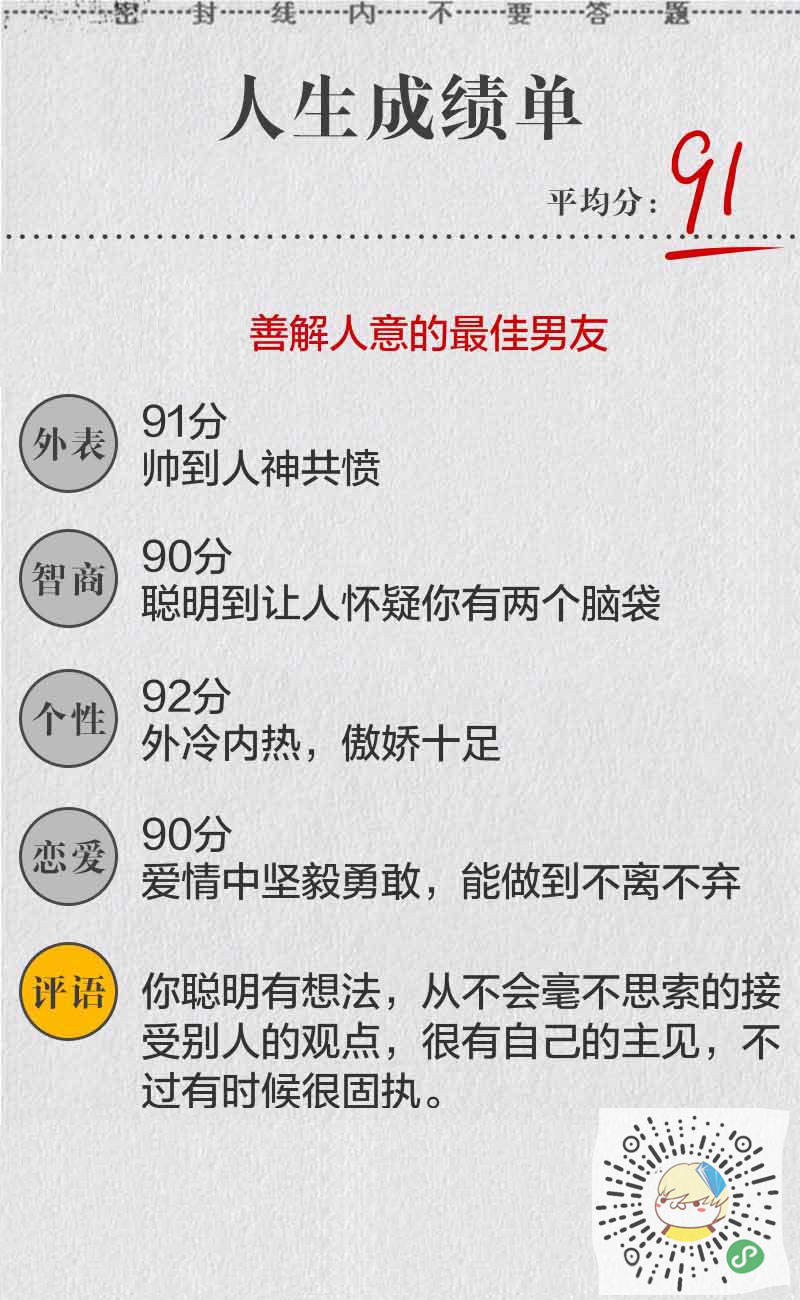 密封线内不要答题
人生成绩单
平均分：91
善解人意的最佳男友
外表
91分
帅到人神共愤
智商
90分
聪明到让人怀疑你有两个脑袋
个性
92分
外冷内热，傲娇十足
恋爱
90分
爱情中坚毅勇敢，能做到不离不弃
评语
你聪明有想法，从不会毫不思索的接
受别人的观点，很有自己的主见，不
过有时候很固执。